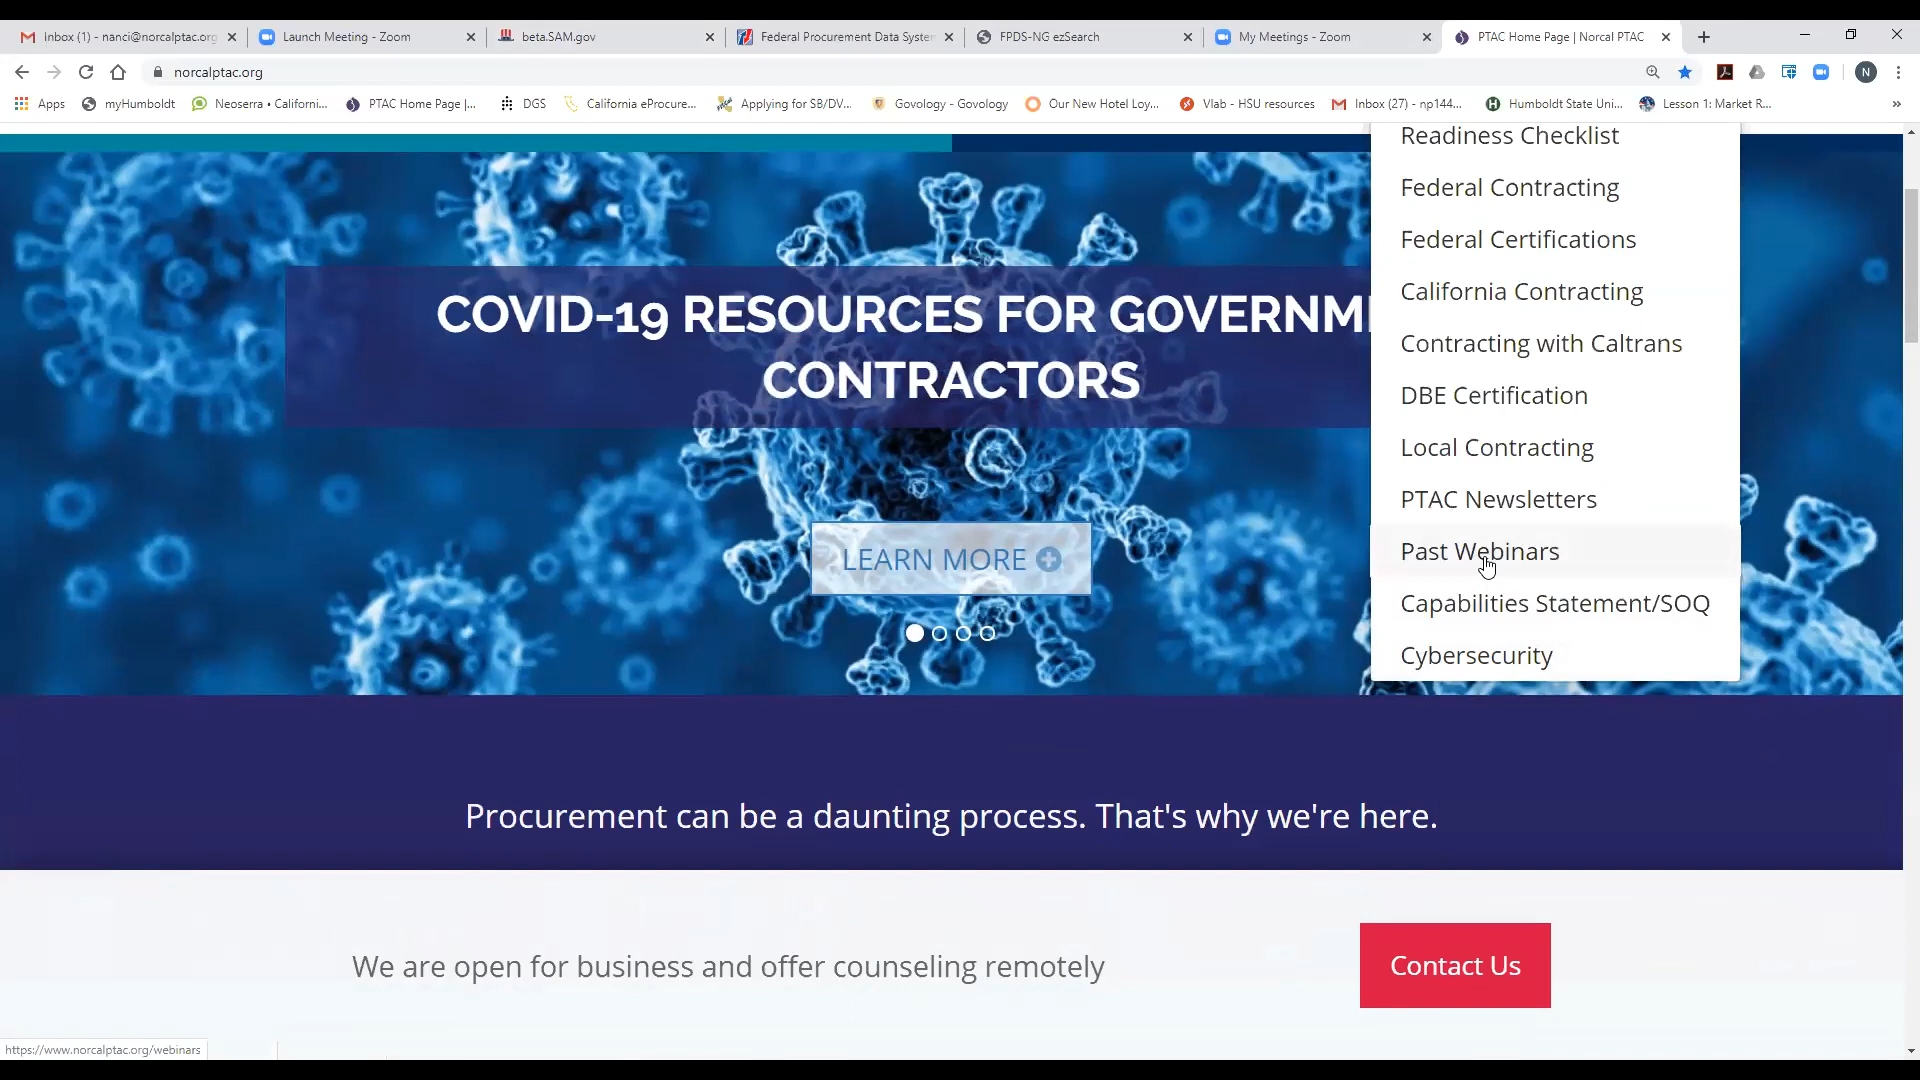 Inbox (1) - nanci@norcalptac.org
Launch Meeting - Zoom
beta.SAM.gov
Federal Procurement Data System
FPDS-NG ezSearch
My Meetings - Zoom
PTAC Home Page | Norcal PTAC
norcalptac.org
N
Apps
myHumboldt
Neoserra • Californi...
PTAC Home Page |...
DGS
California eProcure...
Applying for SB/DV...
Govology - Govology
Our New Hotel Loy...
Vlab - HSU resources
Inbox (27) - np144...
Humboldt State Uni...
Lesson 1: Market R...
»
Readiness Checklist
Federal Contracting
Federal Certifications
California Contracting
Contracting with Caltrans
DBE Certification
Local Contracting
PTAC Newsletters
Past Webinars
Capabilities Statement/SOQ
Cybersecurity
COVID-19 RESOURCES FOR GOVERNME
CONTRACTORS
LEARN MORE
Procurement can be a daunting process. That's why we're here.
We are open for business and offer counseling remotely
Contact Us
https://www.norcalptac.org/webinars